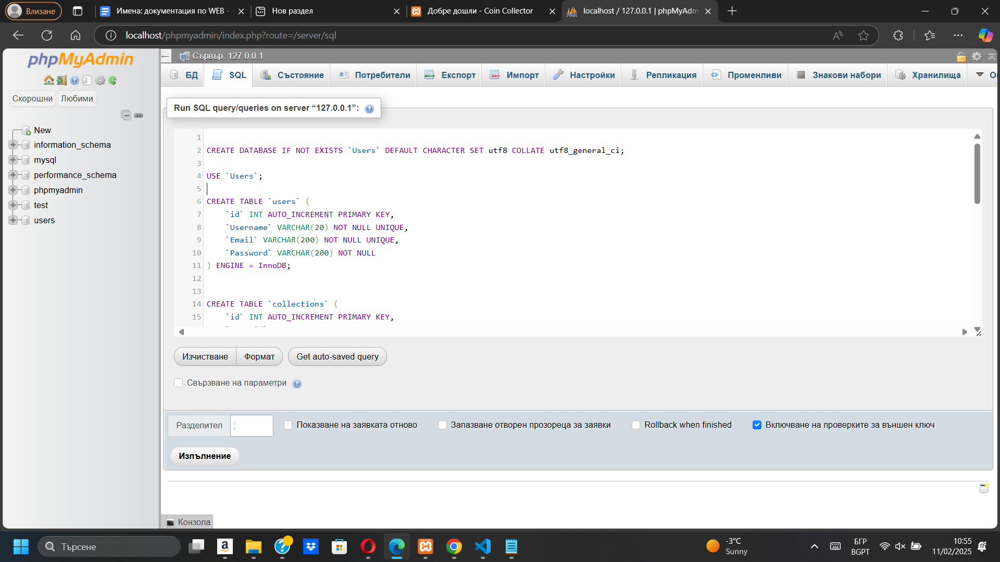 Влизане
Имена: документация по WEB -
Нов раздел
Добре дошли - Coin Collector
localhost / 127.0.0.1 | phpMyAdm
localhost/phpmyadmin/index.php?route=/server/sql
phpMyAdmin
Скорошни
Любими
New
information_schema
mysql
performance_schema
phpmyadmin
test
users
Сървър: 127.0.0.1
БД
SQL
Състояние
Потребители
Експорт
Импорт
Настройки
Репликация
Променливи
Знакови набори
Хранилища
Run SQL query/queries on server “127.0.0.1”:
1
2 CREATE DATABASE IF NOT EXISTS `Users` DEFAULT CHARACTER SET utf8 COLLATE utf8_general_ci;
3
4 USE `Users`;
5
6 CREATE TABLE `users` (
7 `id` INT AUTO_INCREMENT PRIMARY KEY,
8 `Username` VARCHAR(20) NOT NULL UNIQUE,
9 `Email` VARCHAR(200) NOT NULL UNIQUE,
10 `Password` VARCHAR(200) NOT NULL
11 ) ENGINE = InnoDB;
12
13
14 CREATE TABLE `collections` (
15 `id` INT AUTO_INCREMENT PRIMARY KEY,
Изчистване
Формат
Get auto-saved query
Свързване на параметри
Разделител ;
Показване на заявката отново
Запазване отворен прозореца за заявки
Rollback when finished
Включване на проверките за външен ключ
Изпълнение
Конзола
Търсене
-3°C
Sunny
БГР
BGPT
10:55
11/02/2025